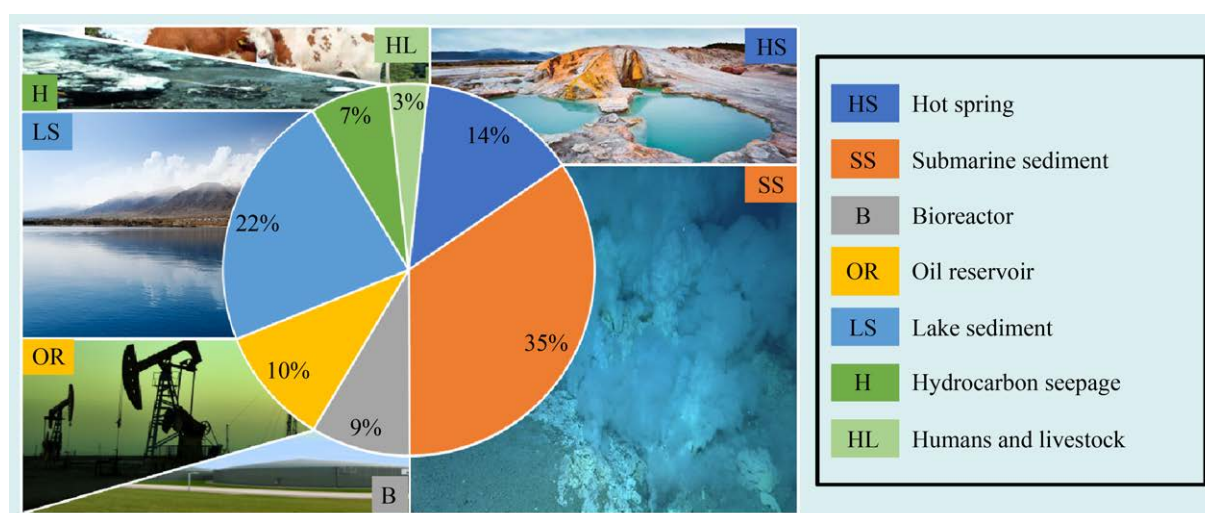 HL
HS
H
LS
3%
7%
14%
SS
22%
35%
OR
10%
9%
B
HS Hot spring
SS Submarine sediment
B Bioreactor
OR Oil reservoir
LS Lake sediment
H Hydrocarbon seepage
HL Humans and livestock